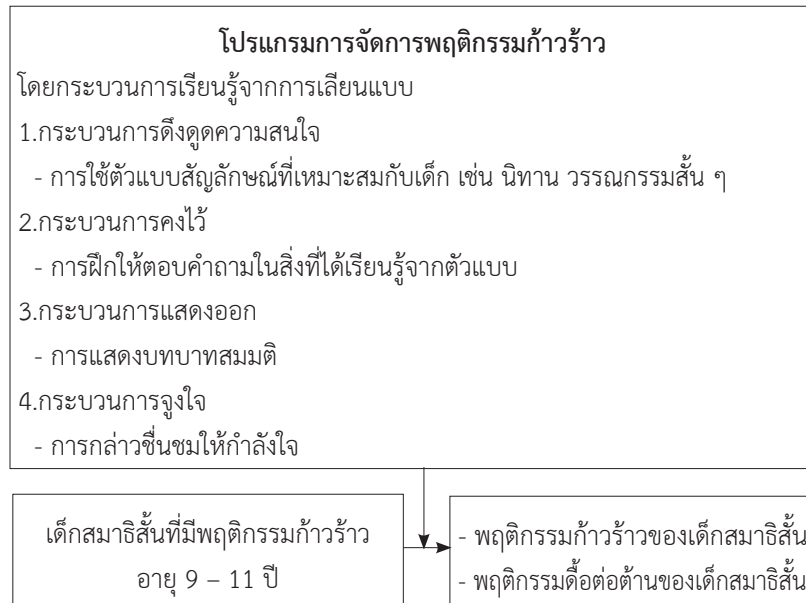 โปรแกรมการจัดการพฤติกรรมก้าวร้าว
โดยกระบวนการเรียนรู้จากการเลียนแบบ
1.กระบวนการดึงดูดความสนใจ
- การใช้ตัวแบบสัญลักษณ์ที่เหมาะสมกับเด็ก เช่น นิทาน วรรณกรรมสั้น ๆ
2.กระบวนการคงไว้
- การฝึกให้ตอบคำถามในสิ่งที่ได้เรียนรู้จากตัวแบบ
3.กระบวนการแสดงออก
- การแสดงบทบาทสมมติ
4.กระบวนการจูงใจ
- การกล่าวชื่นชมให้กำลังใจ
เด็กสมาธิสั้นที่มีพฤติกรรมก้าวร้าว
อายุ 9 – 11 ปี
- พฤติกรรมก้าวร้าวของเด็กสมาธิสั้น
- พฤติกรรมดื้อต่อต้านของเด็กสมาธิสั้น